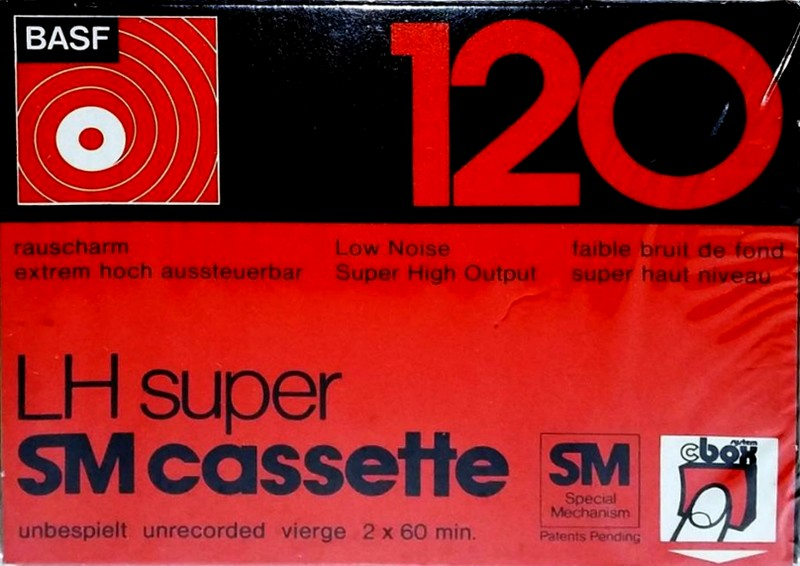 BASF
120
rauscharm
extrem hoch aussteuerbar
Low Noise
Super High Output
faible bruit de fond
super haut niveau
LH super
SM cassette
SM
Special
Mechanism
Patents Pending
system
cbox
unbespielt unrecorded vierge 2 x 60 min.